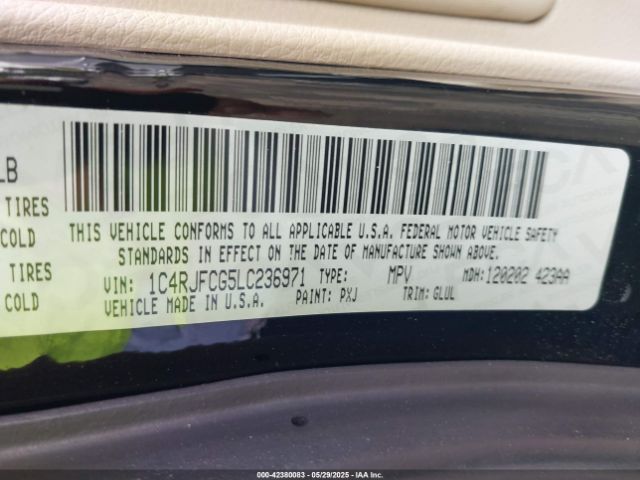 LB
TIRES
COLD
TIRES
COLD
THIS VEHICLE CONFORMS TO ALL APPLICABLE U.S.A. FEDERAL MOTOR VEHICLE SAFETY
STANDARDS IN EFFECT ON THE DATE OF MANUFACTURE SHOWN ABOVE.
VIN: 1C4RJFCG5LC236971 TYPE: MPV MDH: 120202 423AA
VEHICLE MADE IN U.S.A. PAINT: PXJ TRIM: GLUL
000-42380083 - 05/29/2025 - IAAI.com